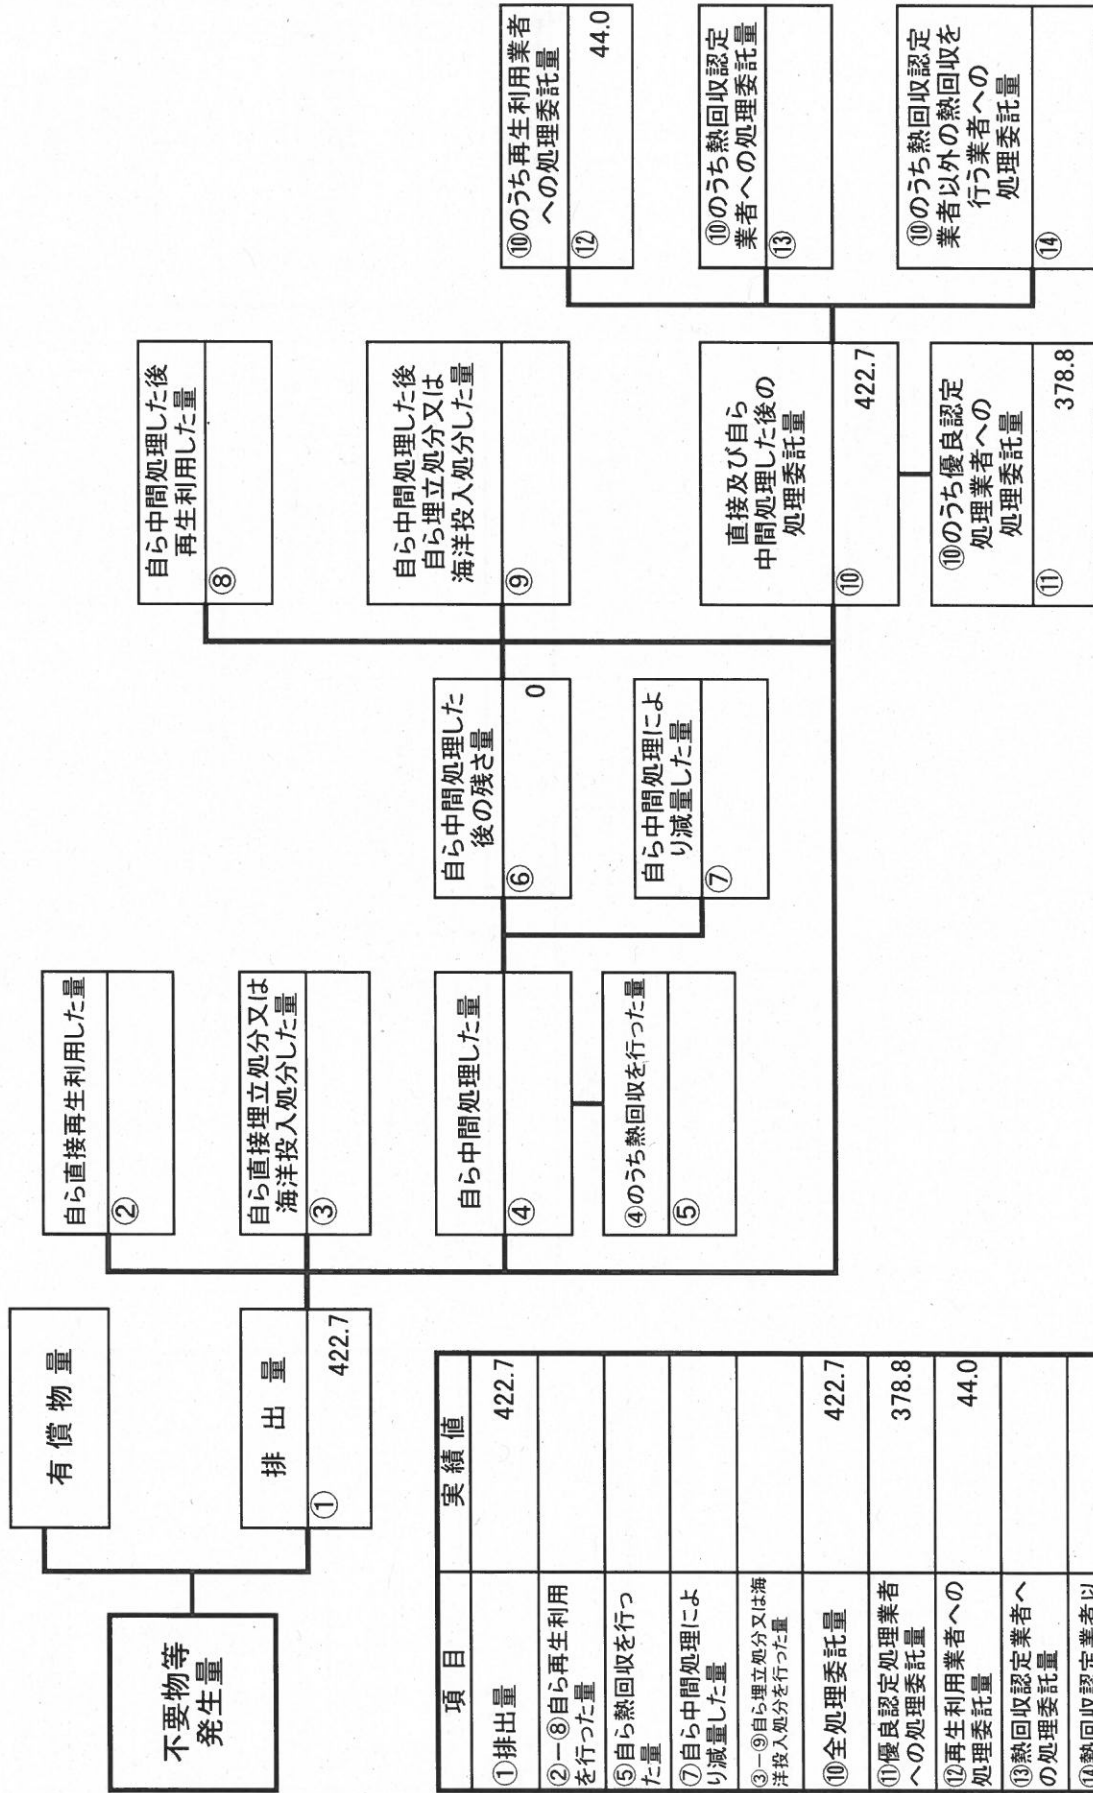 不要物等
発生量
有償物量
排出量
①
422.7
自ら直接再生利用した量
②
自ら直接埋立処分又は
海洋投入処分した量
③
自ら中間処理した量
④
④のうち熱回収を行った量
⑤
自ら中間処理した
後の残さ量
⑥
0
自ら中間処理によ
り減量した量
⑦
自ら中間処理した後
再生利用した量
⑧
自ら中間処理した後
自ら埋立処分又は
海洋投入処分した量
⑨
直接及び自ら
中間処理した後の
処理委託量
⑩
422.7
⑩のうち優良認定
処理業者への
処理委託量
⑪
378.8
⑩のうち再生利用業者
への処理委託量
⑫
44.0
⑩のうち熱回収認定
業者への処理委託量
⑬
⑩のうち熱回収認定
業者以外の熱回収を
行う業者への
処理委託量
⑭
項目 実績値
①排出量 422.7
②ー⑧自ら再生利用
を行った量
⑤自ら熱回収を行っ
た量
⑦自ら中間処理によ
り減量した量
③ー⑨自ら埋立処分又は海
洋投入処分を行った量
⑩全処理委託量 422.7
⑪優良認定処理業者
への処理委託量 378.8
⑫再生利用業者への
処理委託量 44.0
⑬熱回収認定業者へ
の処理委託量
⑭熱回収認定業者以